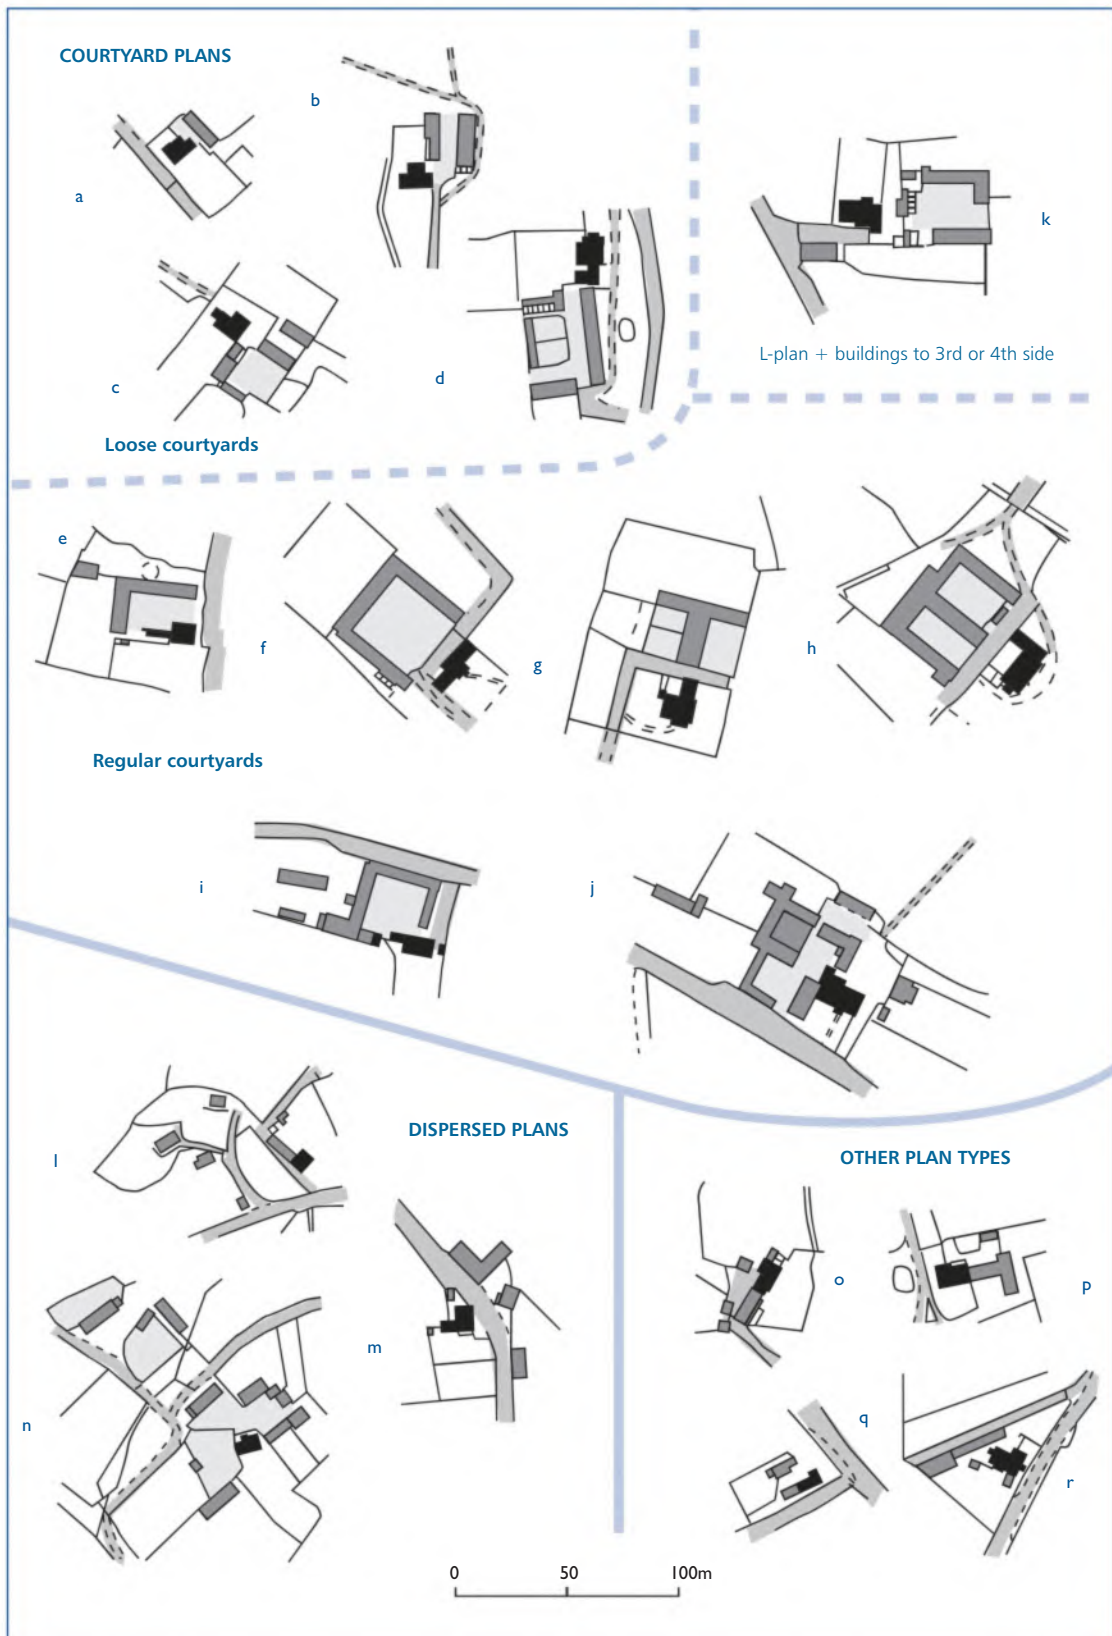 COURTYARD PLANS
a
b
c
d
Loose courtyards
k
L-plan + buildings to 3rd or 4th side
e
f
g
h
Regular courtyards
i
j
DISPERSED PLANS
l
m
n
OTHER PLAN TYPES
o
p
q
r
0 50 100m